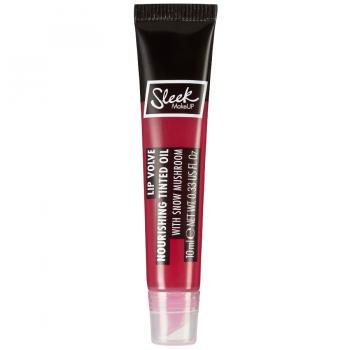 Sleek
MakeUP
LIP VOLVE
NOURISHING TINTED OIL
WITH SNOW MUSHROOM
10ml ℮ NET WT. 0.33 US FL. Oz